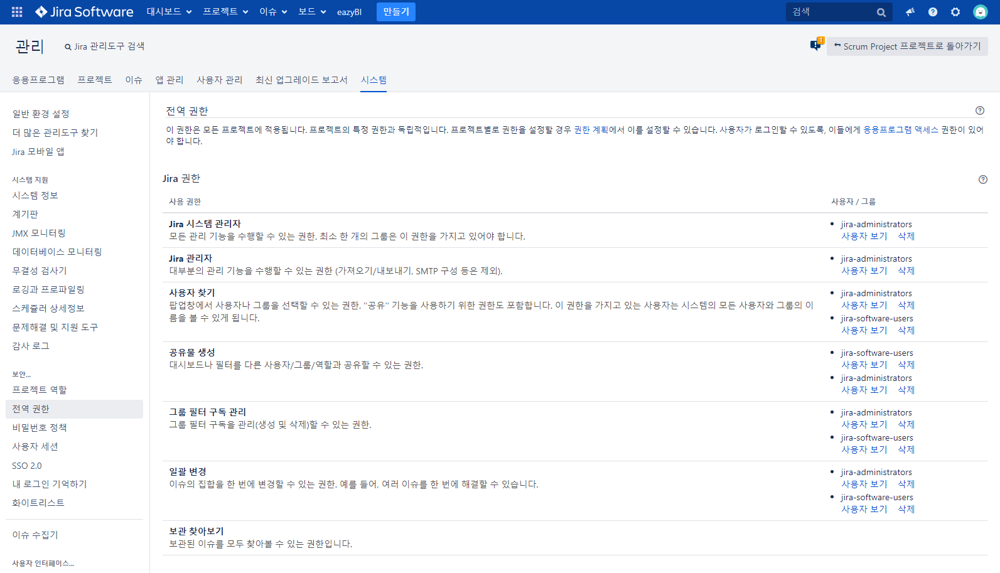 Jira Software 대시보드 프로젝트 이슈 보드 eazyBI 만들기 검색
관리 Jira 관리도구 검색 1 Scrum Project 프로젝트로 돌아가기
응용프로그램 프로젝트 이슈 앱 관리 사용자 관리 최신 업그레이드 보고서 시스템
일반 환경 설정
더 많은 관리도구 찾기
Jira 모바일 앱
시스템 지원
시스템 정보
계기판
JMX 모니터링
데이터베이스 모니터링
무결성 검사기
로깅과 프로파일링
스케쥴러 상세정보
문제해결 및 지원 도구
감사 로그
보안...
프로젝트 역할
전역 권한
비밀번호 정책
사용자 세션
SSO 2.0
내 로그인 기억하기
화이트리스트
이슈 수집기
사용자 인터페이스...
전역 권한
이 권한은 모든 프로젝트에 적용됩니다. 프로젝트의 특정 권한과 독립적입니다. 프로젝트별로 권한을 설정할 경우 권한 계획에서 이를 설정할 수 있습니다. 사용자가 로그인할 수 있도록, 이들에게 응용프로그램 액세스 권한이 있어
야 합니다.
Jira 권한
사용 권한 사용자 / 그룹
Jira 시스템 관리자
모든 관리 기능을 수행할 수 있는 권한. 최소 한 개의 그룹은 이 권한을 가지고 있어야 합니다.
• jira-administrators
사용자 보기 삭제
Jira 관리자
대부분의 관리 기능을 수행할 수 있는 권한 (가져오기/내보내기, SMTP 구성 등은 제외).
• jira-administrators
사용자 보기 삭제
사용자 찾기
팝업창에서 사용자나 그룹을 선택할 수 있는 권한. "공유" 기능을 사용하기 위한 권한도 포함합니다. 이 권한을 가지고 있는 사용자는 시스템의 모든 사용자와 그룹의 이
름을 볼 수 있게 됩니다.
• jira-administrators
사용자 보기 삭제
• jira-software-users
사용자 보기 삭제
공유물 생성
대시보드나 필터를 다른 사용자/그룹/역할과 공유할 수 있는 권한.
• jira-software-users
사용자 보기 삭제
• jira-administrators
사용자 보기 삭제
그룹 필터 구독 관리
그룹 필터 구독을 관리(생성 및 삭제)할 수 있는 권한.
• jira-administrators
사용자 보기 삭제
• jira-software-users
사용자 보기 삭제
일괄 변경
이슈의 집합을 한 번에 변경할 수 있는 권한. 예를 들어, 여러 이슈를 한 번에 해결할 수 있습니다.
• jira-administrators
사용자 보기 삭제
• jira-software-users
사용자 보기 삭제
보관 찾아보기
보관된 이슈를 모두 찾아볼 수 있는 권한입니다.